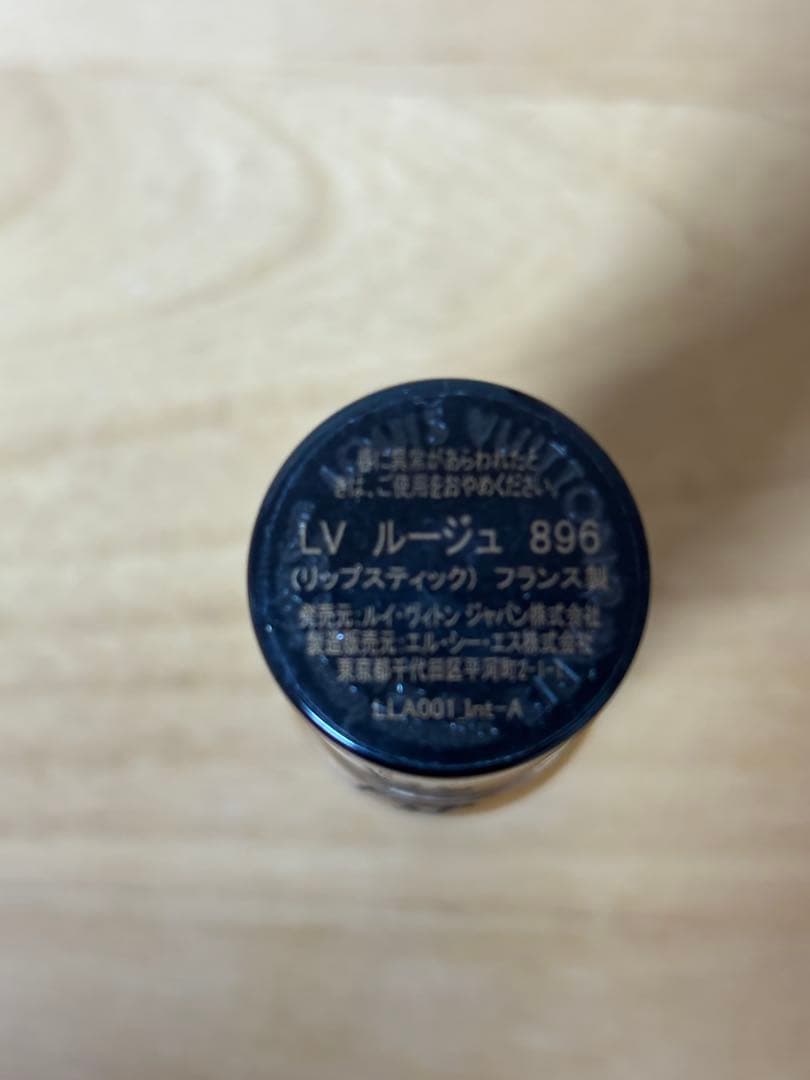 唇に異常があらわれたと
きは、ご使用をおやめください。
LV ルージュ 896
(リップスティック) フランス製
発売元:ルイ・ヴィトン ジャパン株式会社
製造販売元:エル・シー・エス株式会社
東京都千代田区平河町2-1-1
LLA001_Int-A
LOUIS VUITTON